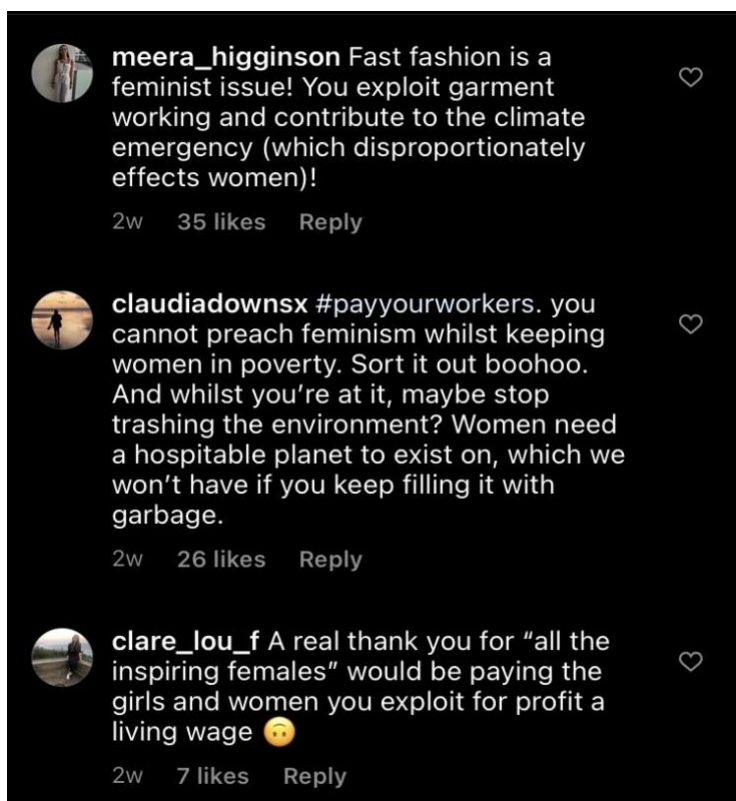 meera_higginson Fast fashion is a
feminist issue! You exploit garment
working and contribute to the climate
emergency (which disproportionately
effects women)!
2w 35 likes Reply
claudiadownsx #payyourworkers. you
cannot preach feminism whilst keeping
women in poverty. Sort it out boohoo.
And whilst you’re at it, maybe stop
trashing the environment? Women need
a hospitable planet to exist on, which we
won’t have if you keep filling it with
garbage.
2w 26 likes Reply
clare_lou_f A real thank you for “all the
inspiring females” would be paying the
girls and women you exploit for profit a
living wage 🙃
2w 7 likes Reply